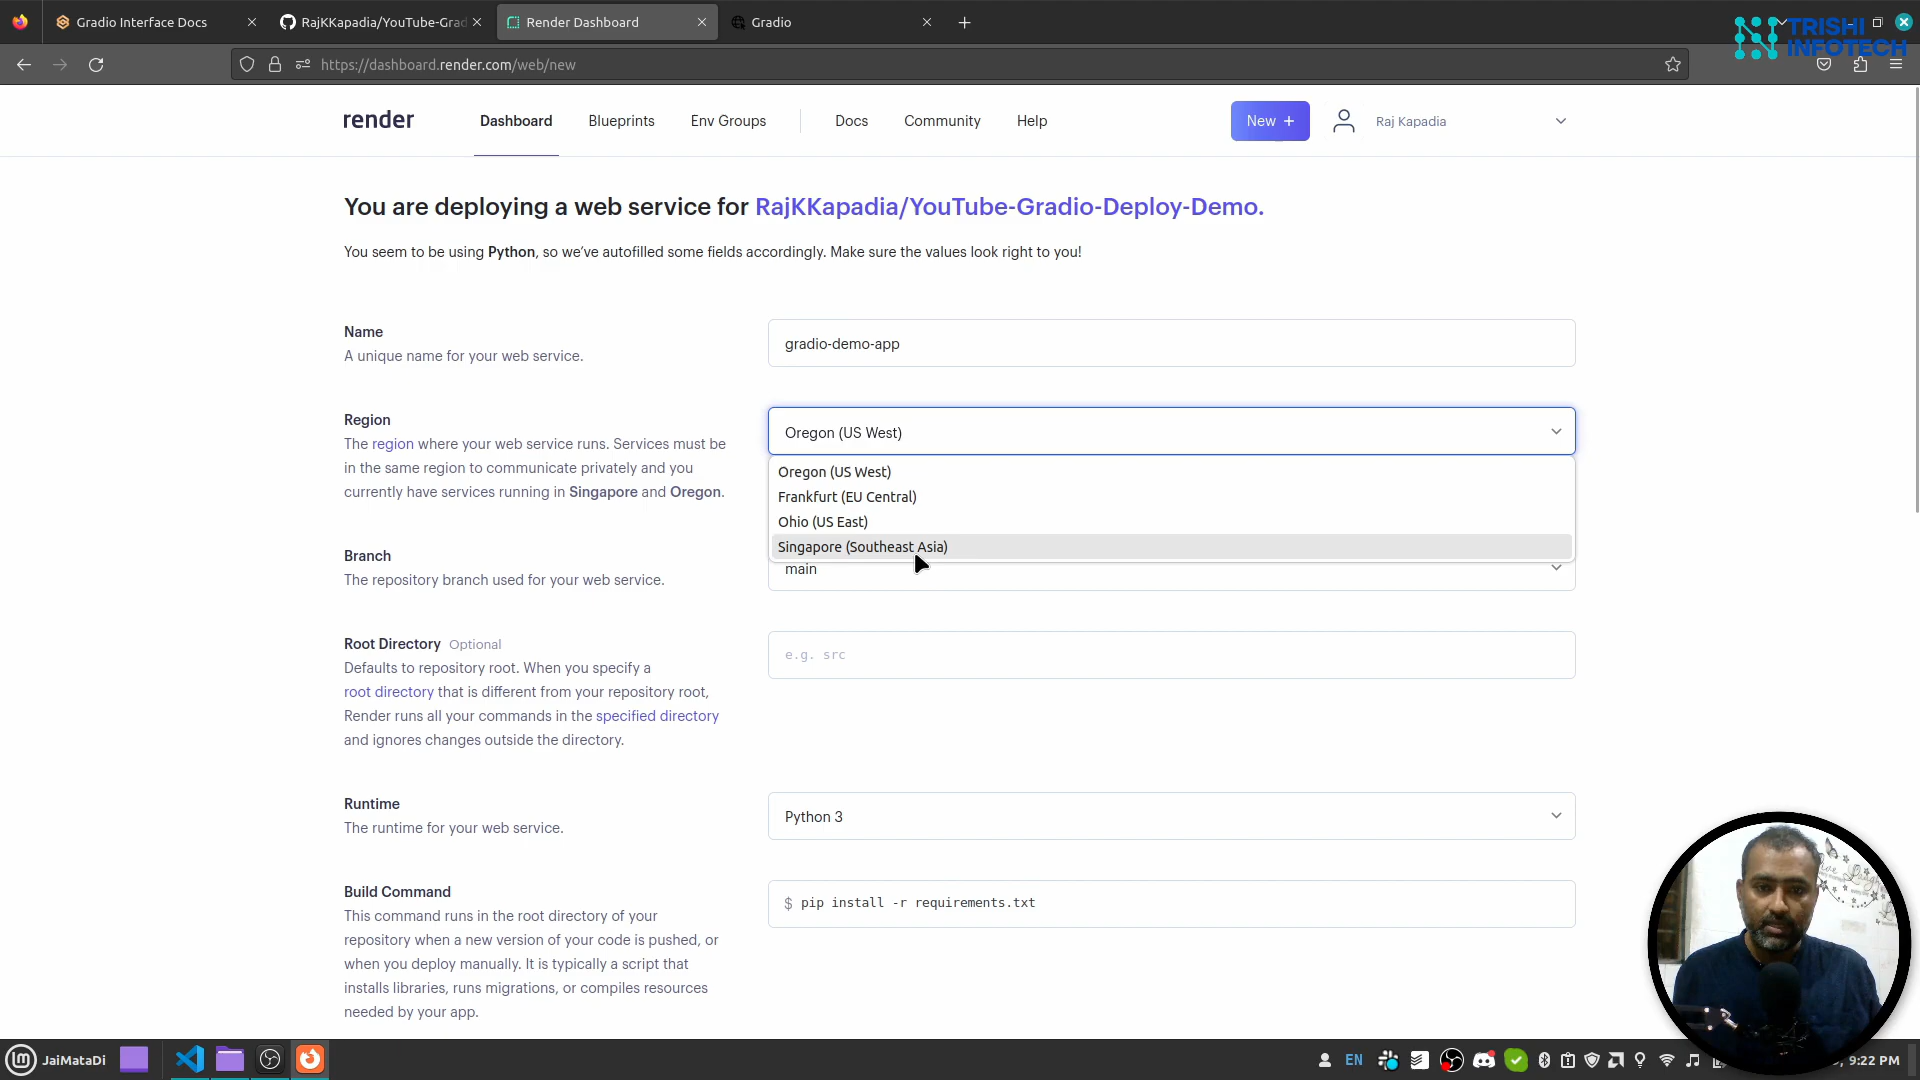 Gradio Interface Docs
RajKKapadia/YouTube-Grad
Render Dashboard
Gradio
TRISHI
INFOTECH
https://dashboard.render.com/web/new
render
Dashboard
Blueprints
Env Groups
Docs
Community
Help
New +
Raj Kapadia
You are deploying a web service for RajKKapadia/YouTube-Gradio-Deploy-Demo.
You seem to be using Python, so we've autofilled some fields accordingly. Make sure the values look right to you!
Name
A unique name for your web service.
gradio-demo-app
Region
The region where your web service runs. Services must be
in the same region to communicate privately and you
currently have services running in Singapore and Oregon.
Oregon (US West)
Oregon (US West)
Frankfurt (EU Central)
Ohio (US East)
Singapore (Southeast Asia)
Branch
The repository branch used for your web service.
main
Root Directory Optional
Defaults to repository root. When you specify a
root directory that is different from your repository root,
Render runs all your commands in the specified directory
and ignores changes outside the directory.
e.g. src
Runtime
The runtime for your web service.
Python 3
Build Command
This command runs in the root directory of your
repository when a new version of your code is pushed, or
when you deploy manually. It is typically a script that
installs libraries, runs migrations, or compiles resources
needed by your app.
$ pip install -r requirements.txt
JaiMataDi
EN
9:22 PM